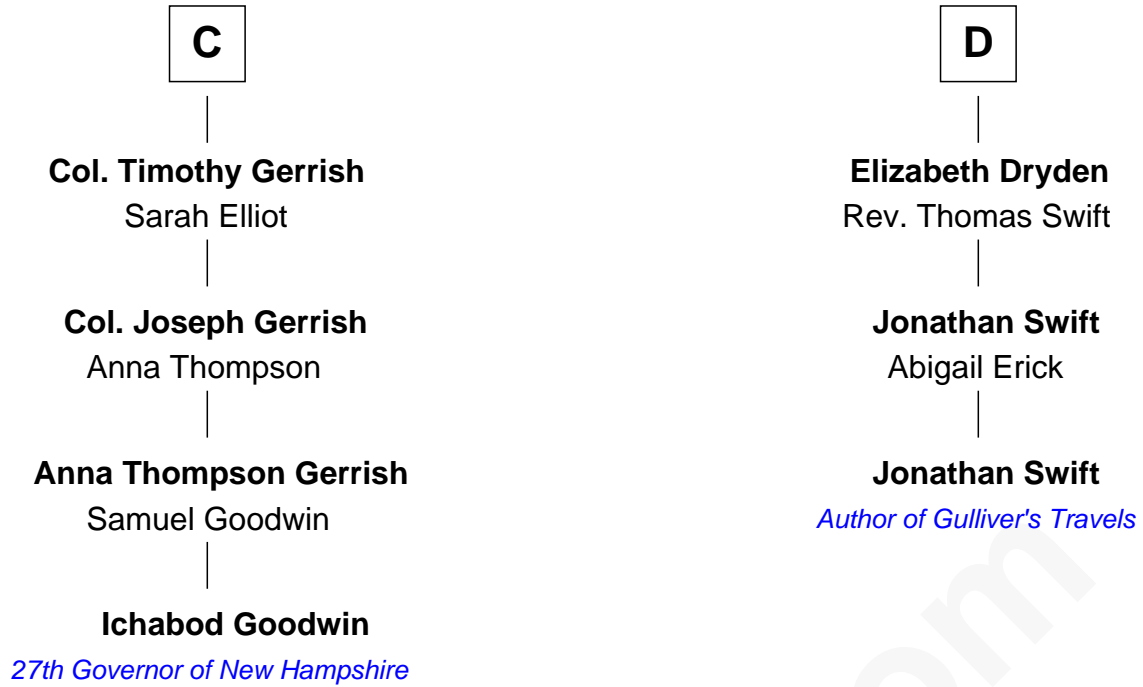 C
Col. Timothy Gerrish
Sarah Elliot
Col. Joseph Gerrish
Anna Thompson
Anna Thompson Gerrish
Samuel Goodwin
Ichabod Goodwin
27th Governor of New Hampshire
D
Elizabeth Dryden
Rev. Thomas Swift
Jonathan Swift
Abigail Erick
Jonathan Swift
Author of Gulliver's Travels
om